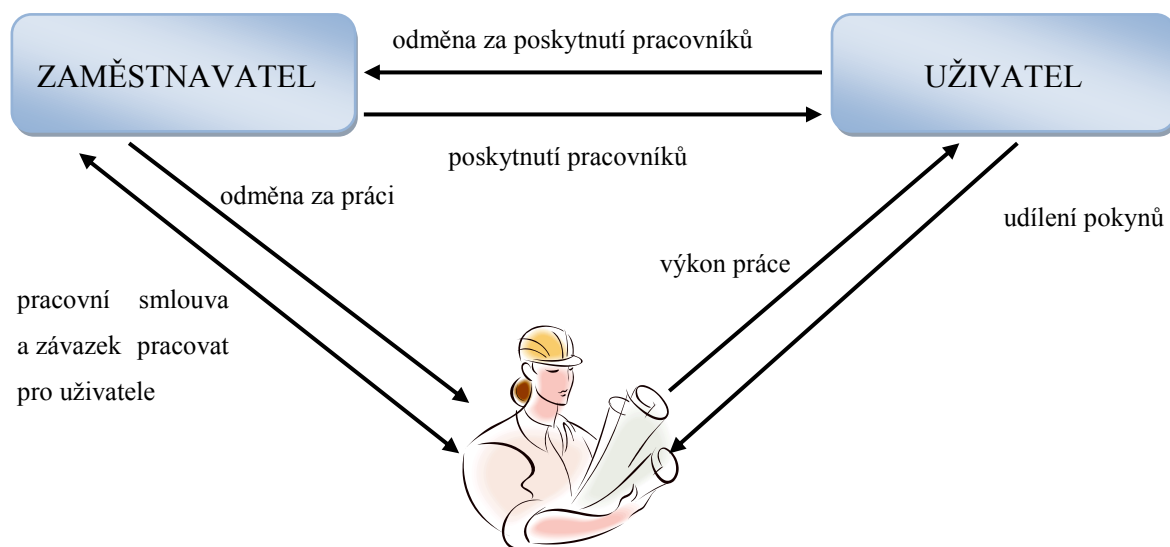 odměna za poskytnutí pracovníků
ZAMĚSTNAVATEL
UŽIVATEL
poskytnutí pracovníků
odměna za práci
udílení pokynů
výkon práce
pracovní smlouva
a závazek pracovat
pro uživatele